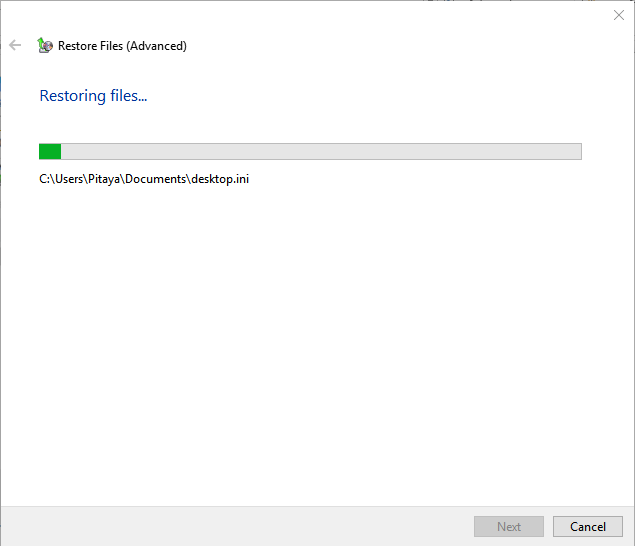 Restore Files (Advanced)
Restoring files...
C:\Users\Pitaya\Documents\desktop.ini
Next
Cancel